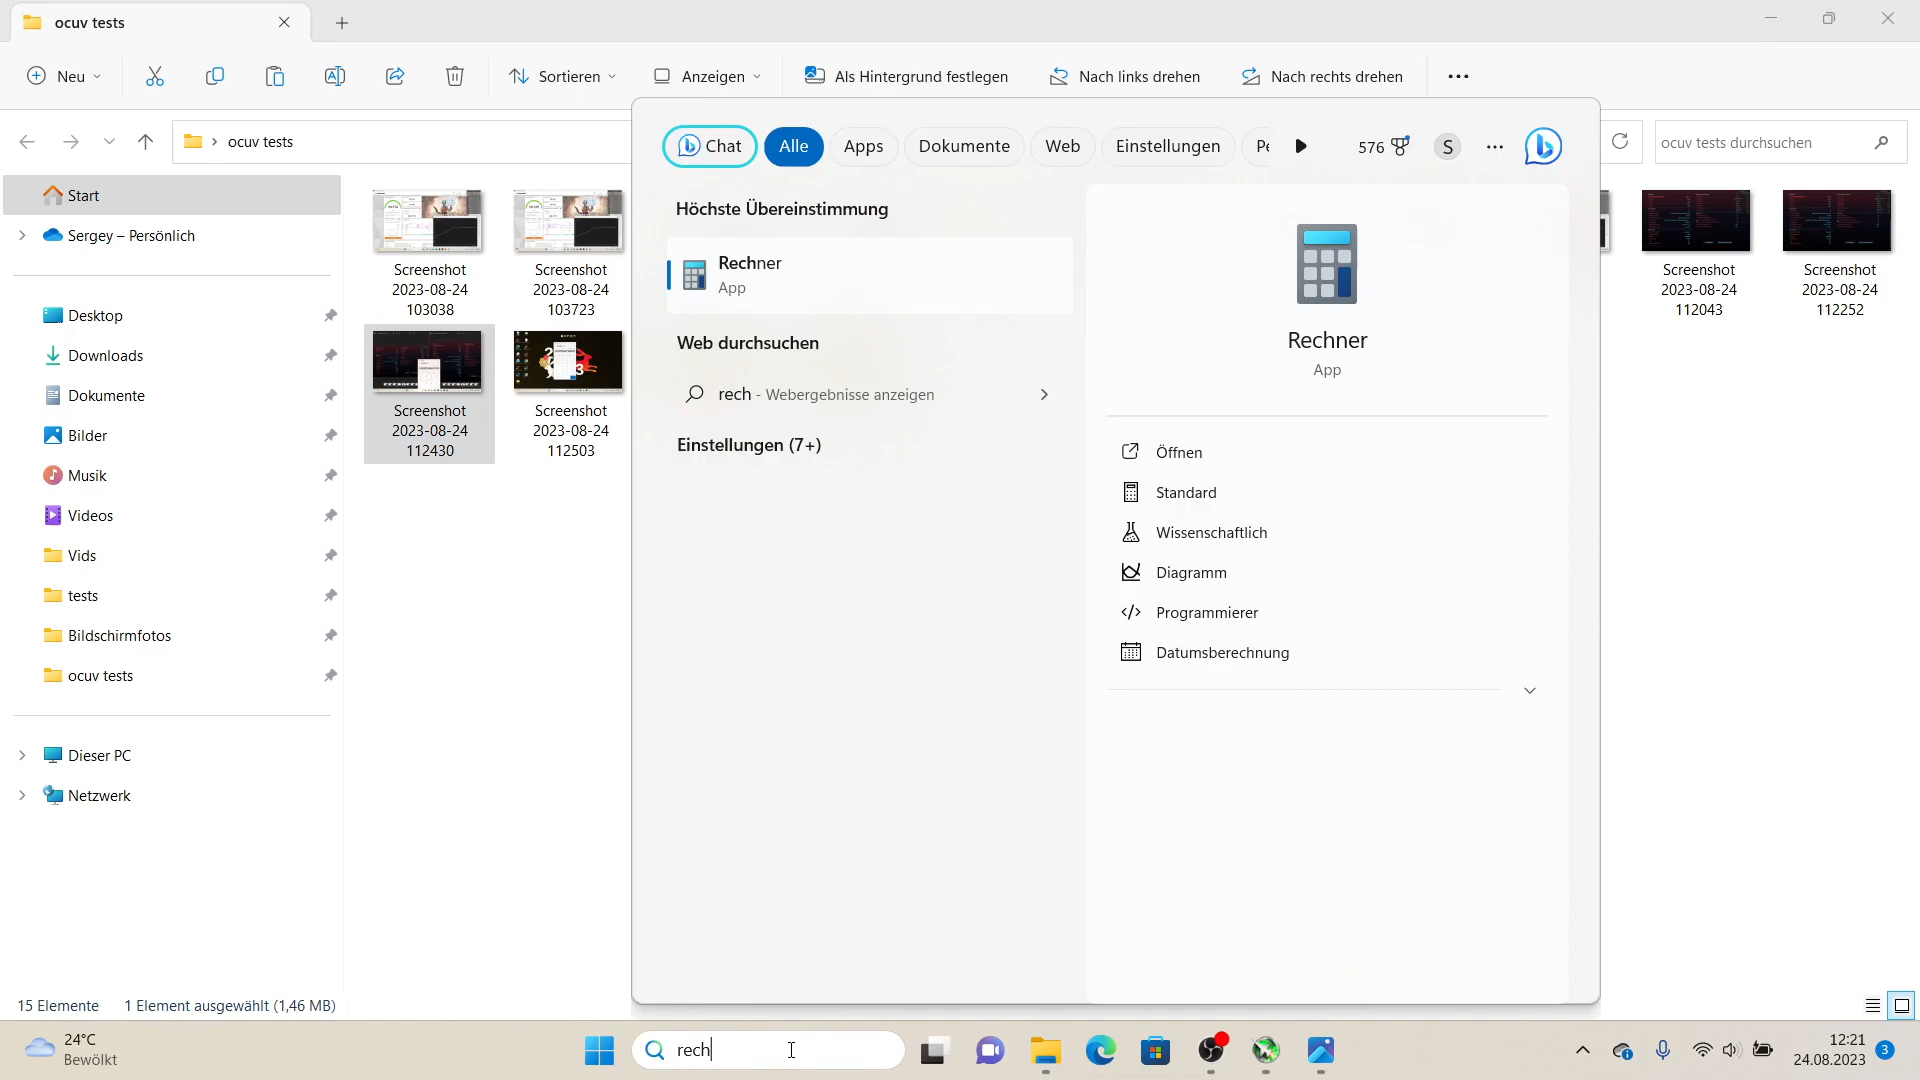 ocuv tests
Neu
Sortieren
Anzeigen
Als Hintergrund festlegen
Nach links drehen
Nach rechts drehen
ocuv tests
ocuv tests durchsuchen
Chat
Alle
Apps
Dokumente
Web
Einstellungen
Pe
576
S
Start
Sergey – Persönlich
Desktop
Downloads
Dokumente
Bilder
Musik
Videos
Vids
tests
Bildschirmfotos
ocuv tests
Dieser PC
Netzwerk
Screenshot
2023-08-24
103038
Screenshot
2023-08-24
103723
Screenshot
2023-08-24
112430
Screenshot
2023-08-24
112503
Höchste Übereinstimmung
Rechner
App
Web durchsuchen
rech - Webergebnisse anzeigen
Einstellungen (7+)
Rechner
App
Öffnen
Standard
Wissenschaftlich
Diagramm
Programmierer
Datumsberechnung
Screenshot
2023-08-24
112043
Screenshot
2023-08-24
112252
15 Elemente
1 Element ausgewählt (1,46 MB)
24°C
Bewölkt
rech
12:21
24.08.2023
3